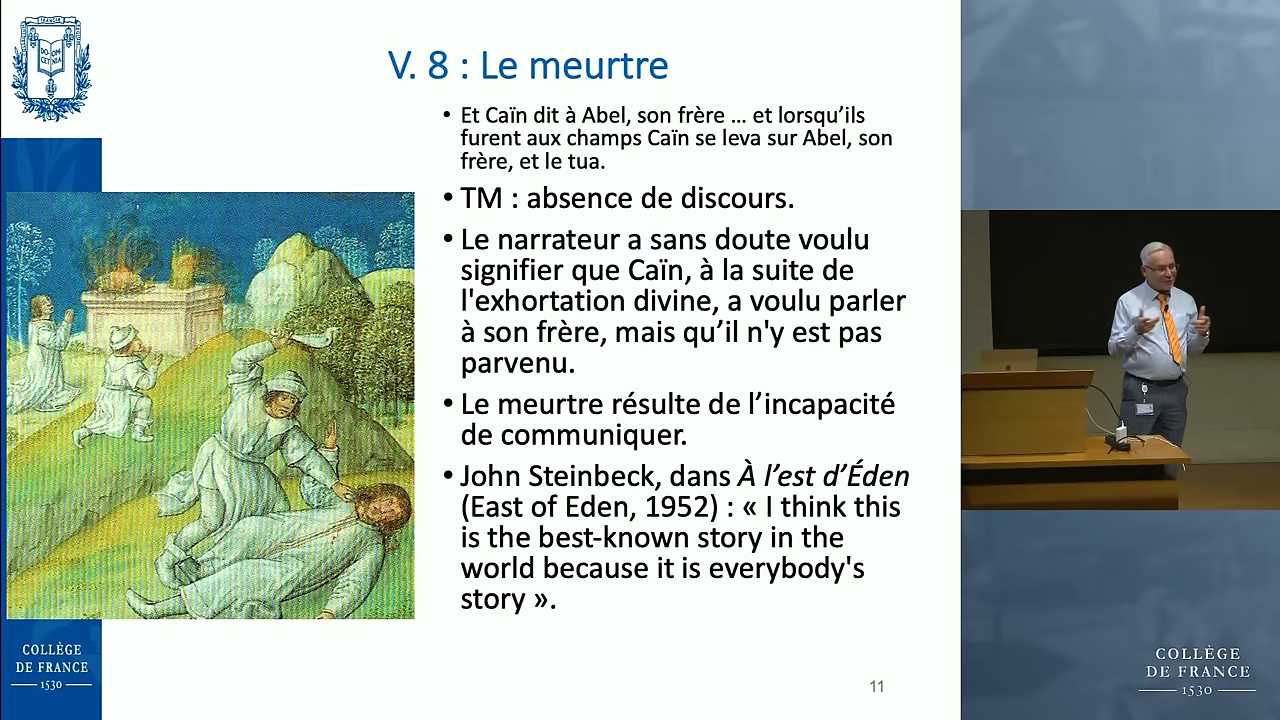 V. 8 : Le meurtre
• Et Caïn dit à Abel, son frère … et lorsqu’ils
furent aux champs Caïn se leva sur Abel, son
frère, et le tua.
• TM : absence de discours.
• Le narrateur a sans doute voulu
signifier que Caïn, à la suite de
l'exhortation divine, a voulu parler
à son frère, mais qu’il n'y est pas
parvenu.
• Le meurtre résulte de l’incapacité
de communiquer.
• John Steinbeck, dans À l’est d’Éden
(East of Eden, 1952) : « I think this
is the best-known story in the
world because it is everybody's
story ».
11
COLLÈGE
DE FRANCE
1530
COLLÈGE
DE FRANCE
1530